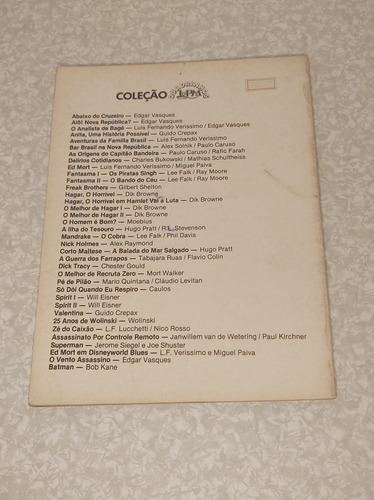 COLEÇÃO L&PM
Abaixo do Cruzeiro — Edgar Vasques
Alô! Nova República? — Edgar Vasques
O Analista de Bagé — Luis Fernando Verissimo / Edgar Vasques
Anita, Uma História Possível — Guido Crepax
Aventuras da Família Brasil — Luis Fernando Verissimo
Bar Brasil na Nova República — Alex Solnik / Paulo Caruso
As Origens do Capitão Bandeira — Paulo Caruso / Rafic Farah
Delírios Cotidianos — Charles Bukowski / Mathias Schultheiss
Ed Mort — Luis Fernando Verissimo / Miguel Paiva
Fantasma I — Os Piratas Singh — Lee Falk / Ray Moore
Fantasma II — O Bando do Céu — Lee Falk / Ray Moore
Freak Brothers — Gilbert Shelton
Hagar, O Horrível — Dik Browne
Hagar, O Horrível em Hamlet Vai à Luta — Dik Browne
O Melhor de Hagar I — Dik Browne
O Melhor de Hagar II — Dik Browne
O Homem é Bom? — Moebius
A Ilha do Tesouro — Hugo Pratt / R.L. Stevenson
Mandrake — O Cobra — Lee Falk / Phil Davis
Nick Holmes — Alex Raymond
Corto Maltese — A Balada do Mar Salgado — Hugo Pratt
A Guerra dos Farrapos — Tabajara Ruas / Flavio Colin
Dick Tracy — Chester Gould
O Melhor de Recruta Zero — Mort Walker
Pé de Pilão — Mario Quintana / Cláudio Levitan
Só Dói Quando Eu Respiro — Caulos
Spirit I — Will Eisner
Spirit II — Will Eisner
Valentina — Guido Crepax
25 Anos de Wolinski — Wolinski
Zé do Caixão — L.F. Lucchetti / Nico Rosso
Assassinato Por Controle Remoto — Janwillem van de Wetering / Paul Kirchner
Superman — Jerome Siegel e Joe Shuster
Ed Mort em Disneyworld Blues — L.F. Verissimo e Miguel Paiva
O Vento Assassino — Edgar Vasques
Batman — Bob Kane